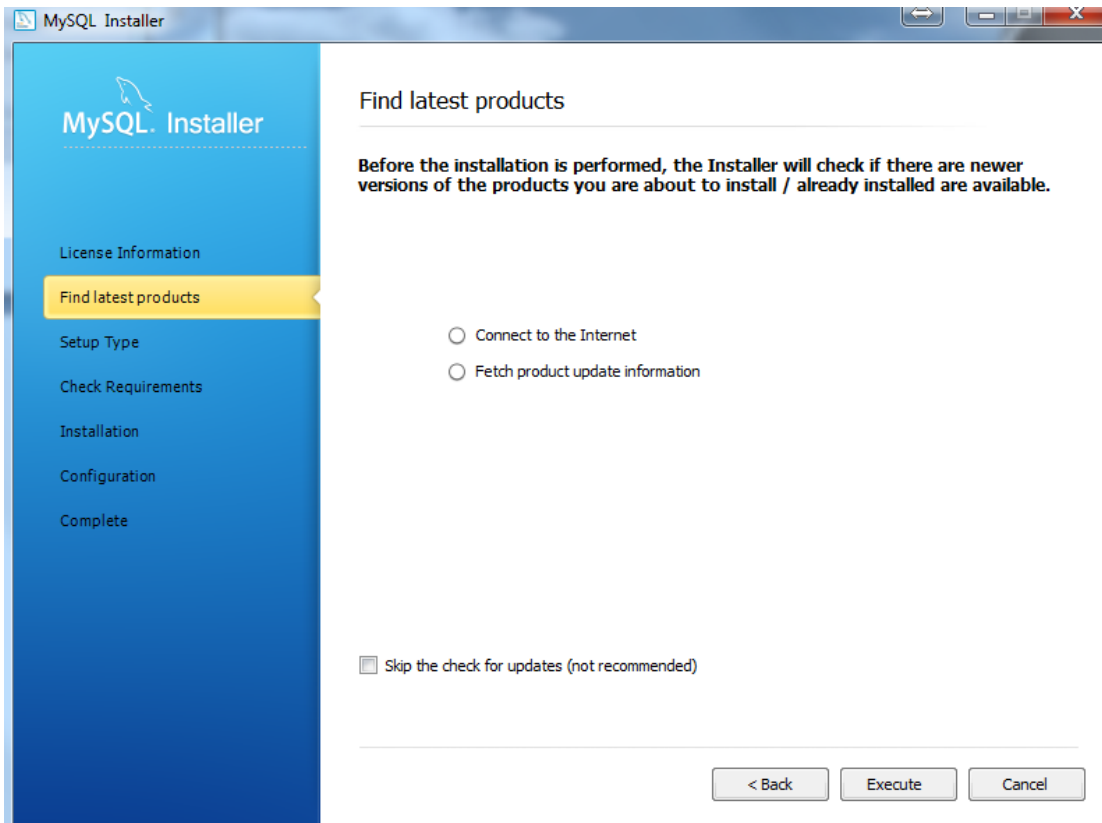 MySQL Installer
MySQL. Installer
License Information
Find latest products
Setup Type
Check Requirements
Installation
Configuration
Complete
Find latest products
Before the installation is performed, the Installer will check if there are newer
versions of the products you are about to install / already installed are available.
Connect to the Internet
Fetch product update information
Skip the check for updates (not recommended)
< Back
Execute
Cancel